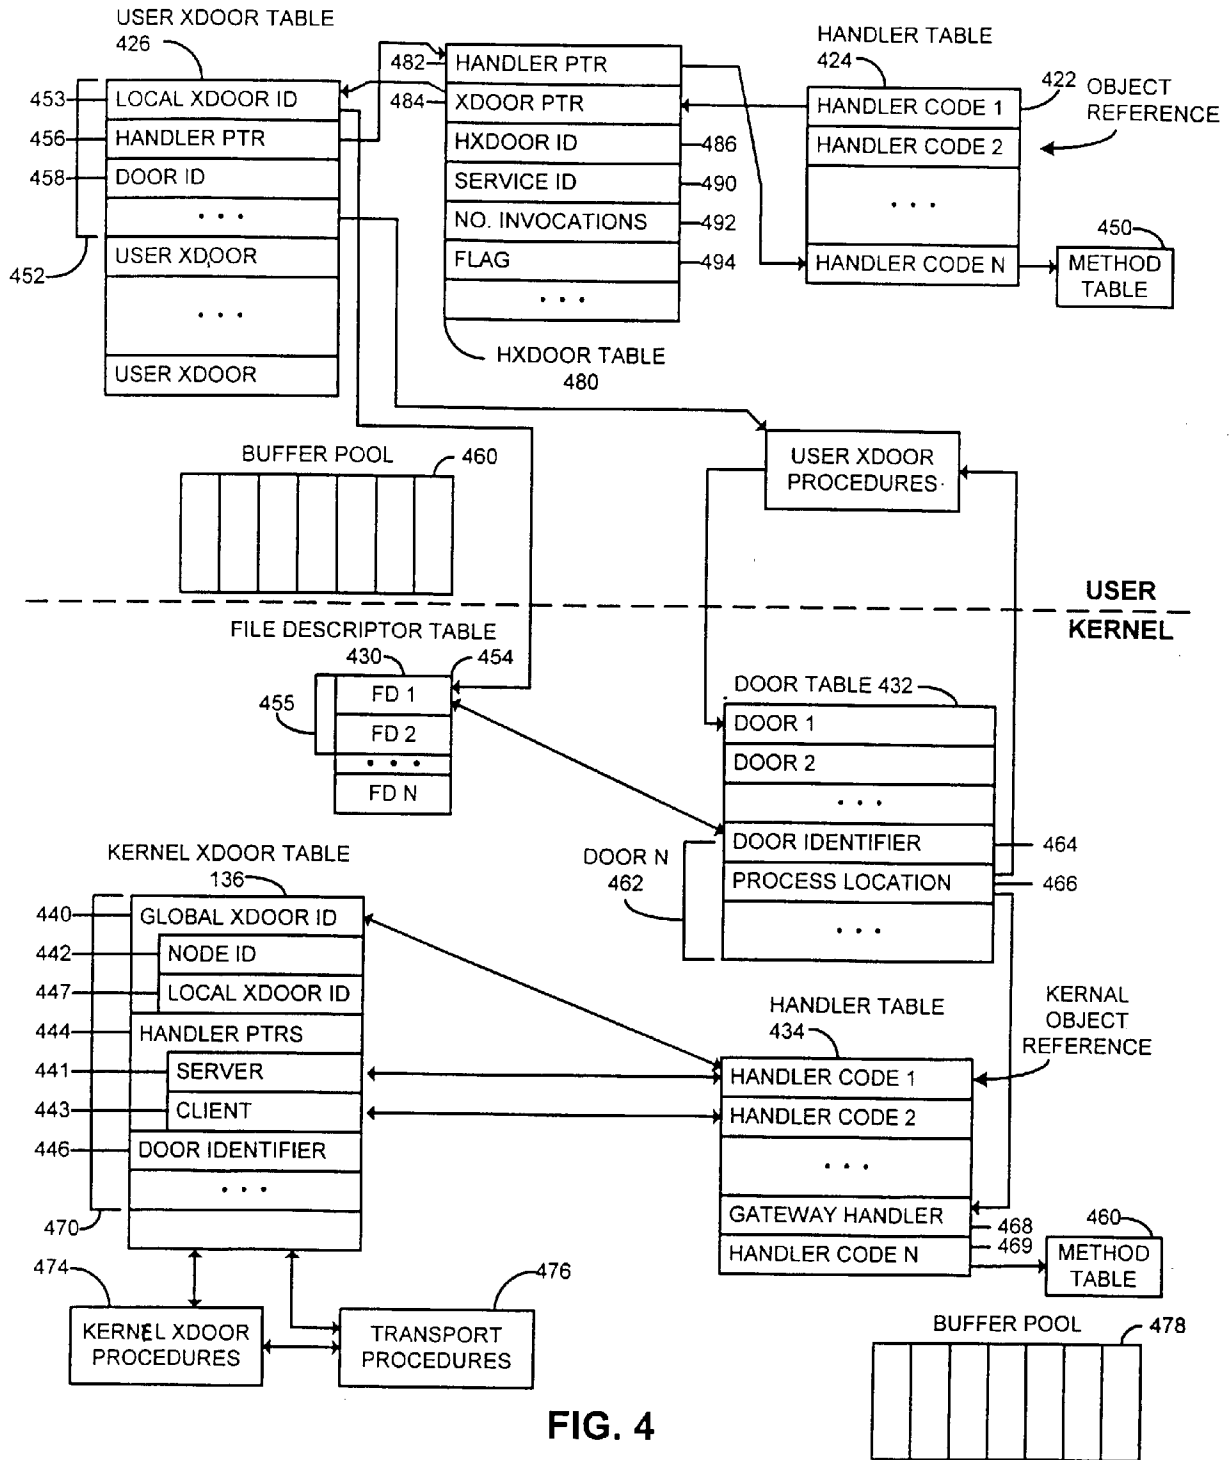 USER XDOOR TABLE
426
453
LOCAL XDOOR ID
456
HANDLER PTR
458
DOOR ID
. . .
452
USER XDOOR
. . .
USER XDOOR
482
HANDLER PTR
484
XDOOR PTR
HXDOOR ID
486
SERVICE ID
490
NO. INVOCATIONS
492
FLAG
494
. . .
HXDOOR TABLE
480
HANDLER TABLE
424
HANDLER CODE 1
422
OBJECT
REFERENCE
HANDLER CODE 2
. . .
HANDLER CODE N
450
METHOD
TABLE
BUFFER POOL
460
USER XDOOR
PROCEDURES
USER
KERNEL
FILE DESCRIPTOR TABLE
430
454
455
FD 1
FD 2
. . .
FD N
DOOR TABLE 432
DOOR 1
DOOR 2
. . .
DOOR N
462
DOOR IDENTIFIER
464
PROCESS LOCATION
466
. . .
KERNEL XDOOR TABLE
136
440
GLOBAL XDOOR ID
442
NODE ID
447
LOCAL XDOOR ID
444
HANDLER PTRS
441
SERVER
443
CLIENT
446
DOOR IDENTIFIER
. . .
470
HANDLER TABLE
434
KERNAL
OBJECT
REFERENCE
HANDLER CODE 1
HANDLER CODE 2
. . .
GATEWAY HANDLER
468
HANDLER CODE N
469
460
METHOD
TABLE
474
KERNEL XDOOR
PROCEDURES
476
TRANSPORT
PROCEDURES
BUFFER POOL
478
FIG. 4